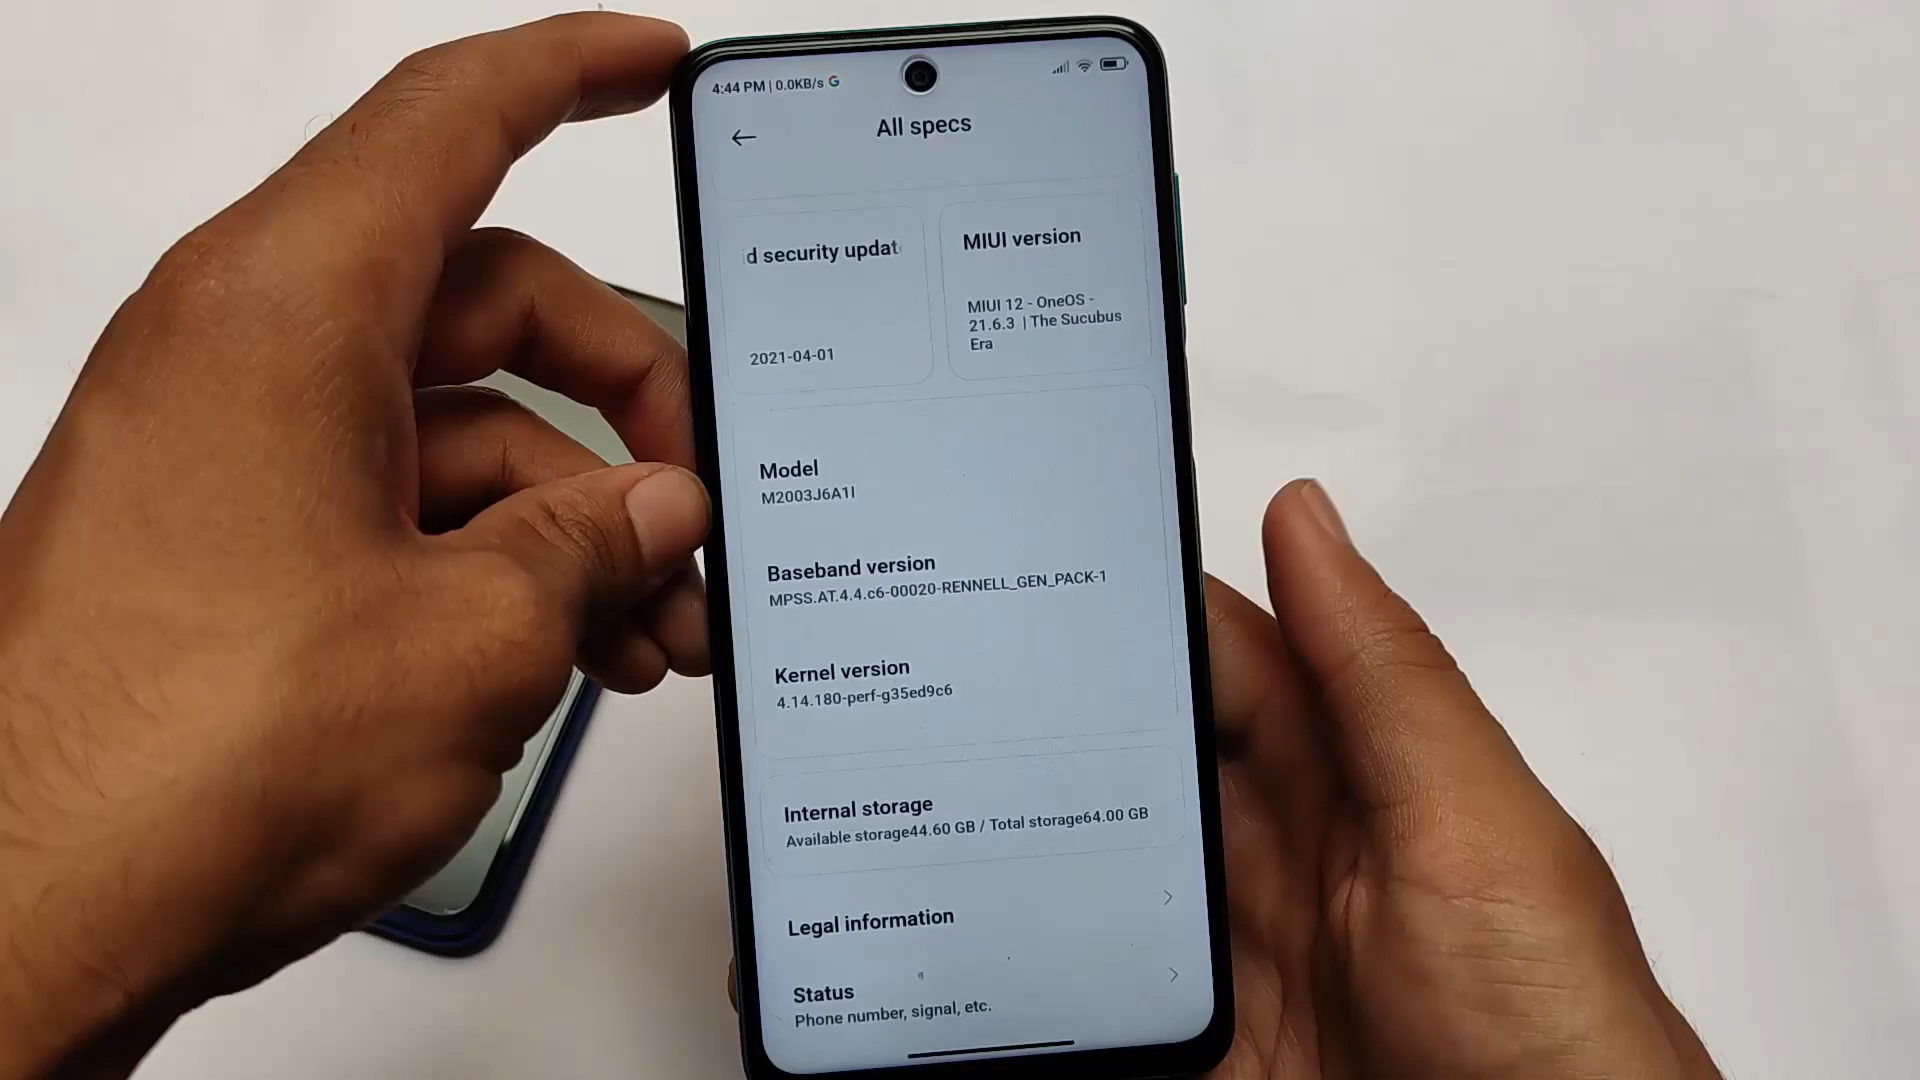 4:44 PM | 0.0KB/s G
All specs
d security updat
2021-04-01
MIUI version
MIUI 12 - OneOS -
21.6.3 | The Sucubus
Era
Model
M2003J6A1I
Baseband version
MPSS.AT.4.4.c6-00020-RENNELL_GEN_PACK-1
Kernel version
4.14.180-perf-g35ed9c6
Internal storage
Available storage44.60 GB / Total storage64.00 GB
Legal information
Status
Phone number, signal, etc.